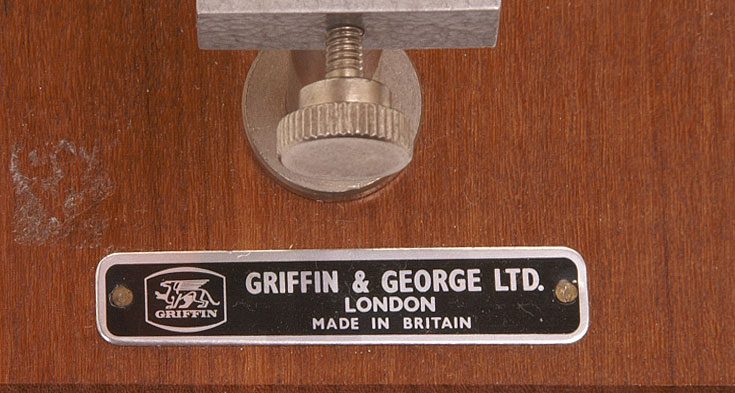 GRIFFIN & GEORGE LTD.
LONDON
MADE IN BRITAIN
GRIFFIN